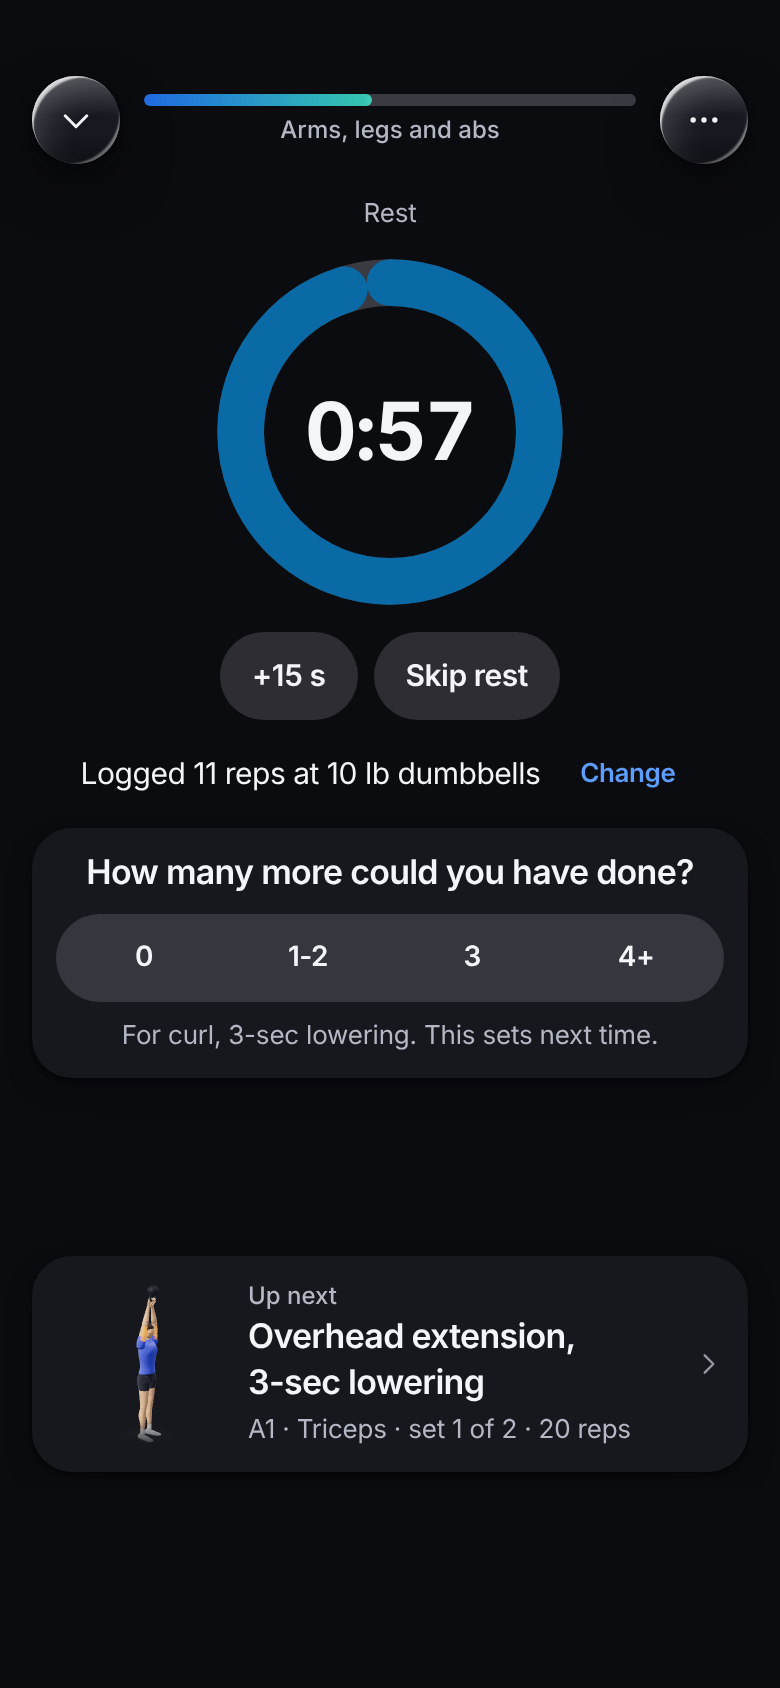 Arms, legs and abs
Rest
0:57
+15 s
Skip rest
Logged 11 reps at 10 lb dumbbells
Change
How many more could you have done?
0
1-2
3
4+
For curl, 3-sec lowering. This sets next time.
Up next
Overhead extension,
3-sec lowering
A1 · Triceps · set 1 of 2 · 20 reps